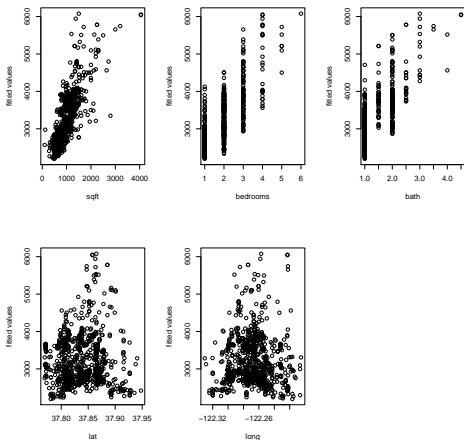 fitted values
3000 4000 5000 6000
0 1000 2000 3000 4000
sqft
fitted values
3000 4000 5000 6000
1 2 3 4 5 6
bedrooms
fitted values
3000 4000 5000 6000
1.0 2.0 3.0 4.0
bath
fitted values
3000 4000 5000 6000
37.80 37.85 37.90 37.95
lat
fitted values
3000 4000 5000 6000
−122.32 −122.26
long